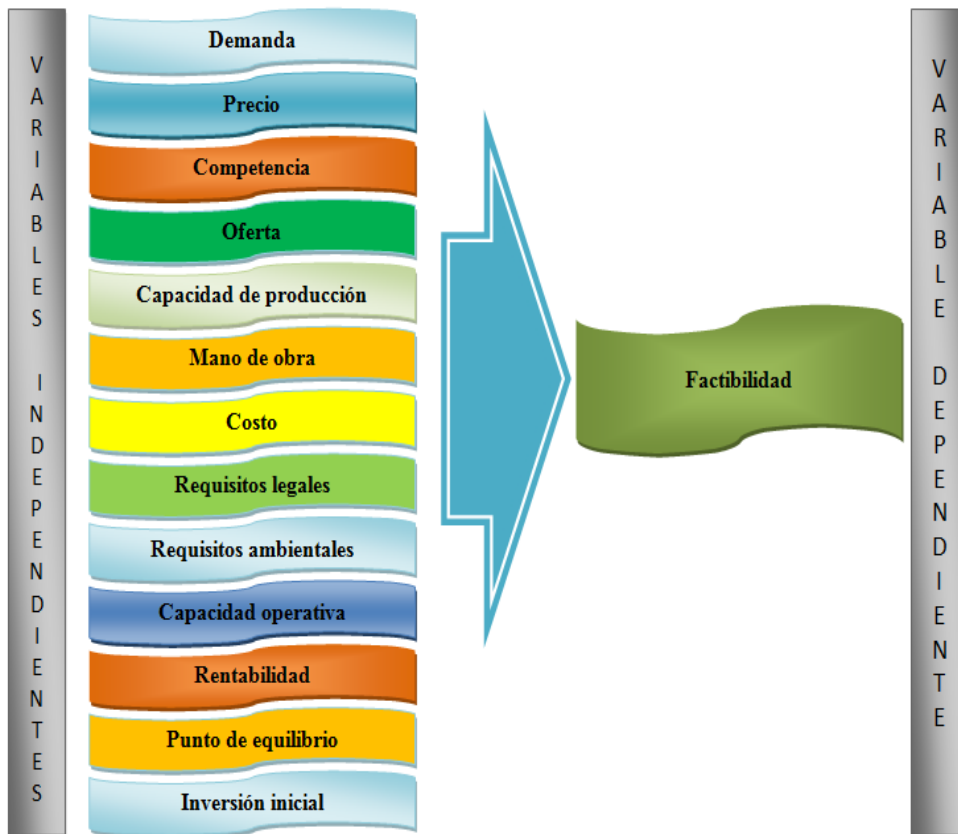 VARIABLES INDEPENDIENTES
Demanda
Precio
Competencia
Oferta
Capacidad de producción
Mano de obra
Costo
Requisitos legales
Requisitos ambientales
Capacidad operativa
Rentabilidad
Punto de equilibrio
Inversión inicial
Factibilidad
VARIABLE DEPENDIENTE